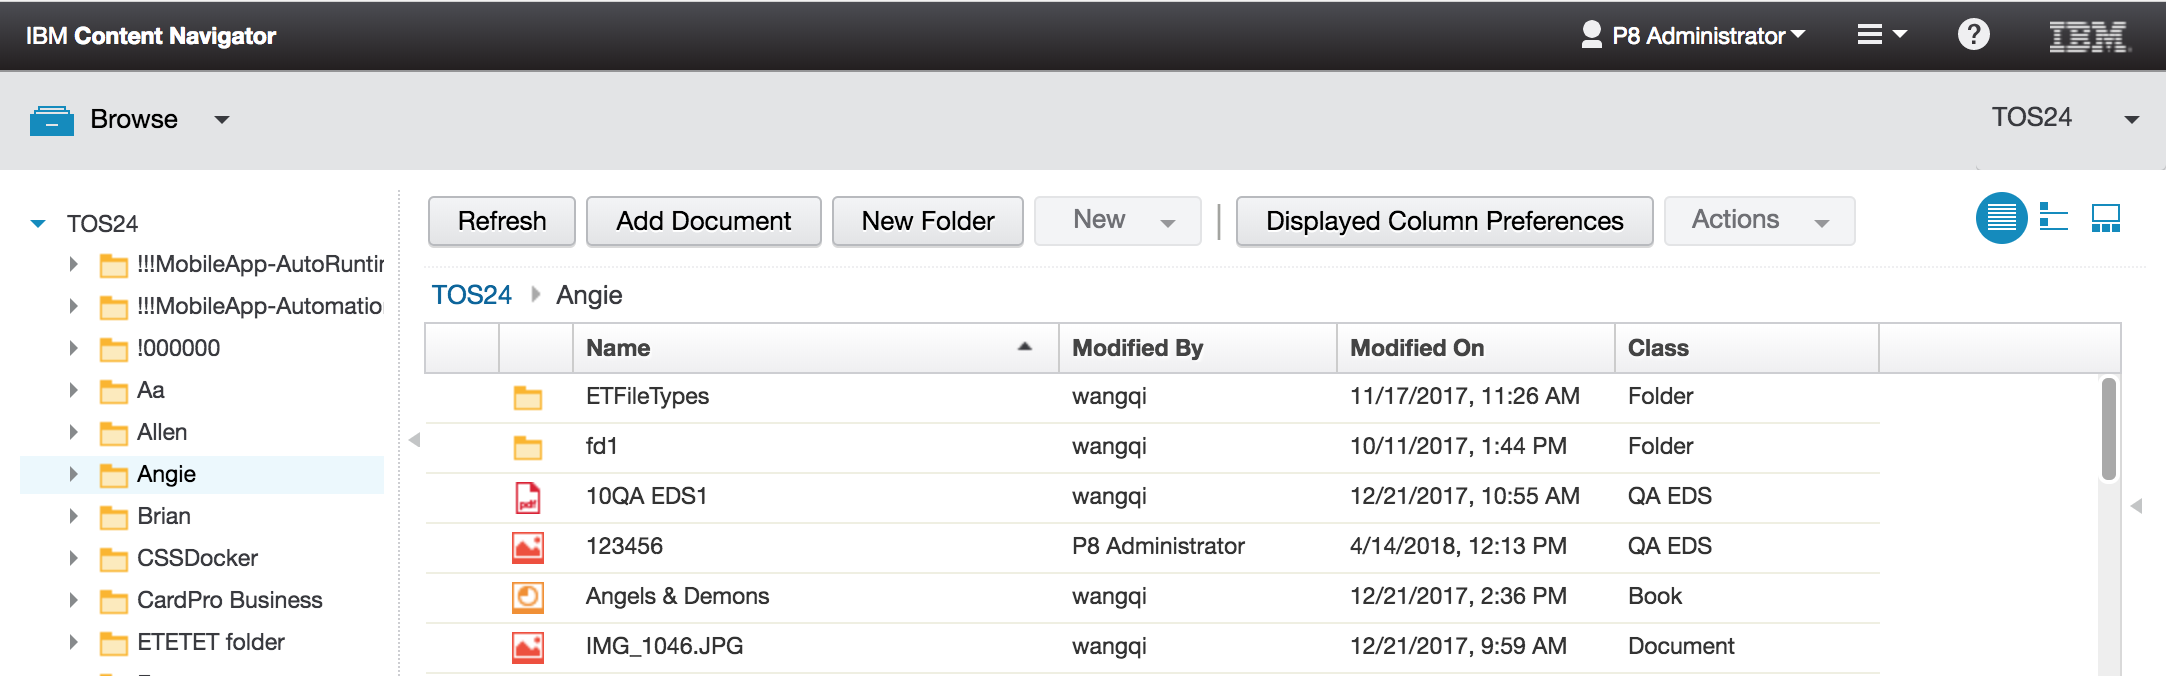 IBM Content Navigator
P8 Administrator
?
IBM
Browse
TOS24
TOS24
!!!MobileApp-AutoRuntin
!!!MobileApp-Automatio
!000000
Aa
Allen
Angie
Brian
CSSDocker
CardPro Business
ETETET folder
Refresh
Add Document
New Folder
New
Displayed Column Preferences
Actions
TOS24 Angie
Name Modified By Modified On Class
ETFileTypes wangqi 11/17/2017, 11:26 AM Folder
fd1 wangqi 10/11/2017, 1:44 PM Folder
pdf 10QA EDS1 wangqi 12/21/2017, 10:55 AM QA EDS
123456 P8 Administrator 4/14/2018, 12:13 PM QA EDS
Angels & Demons wangqi 12/21/2017, 2:36 PM Book
IMG_1046.JPG wangqi 12/21/2017, 9:59 AM Document